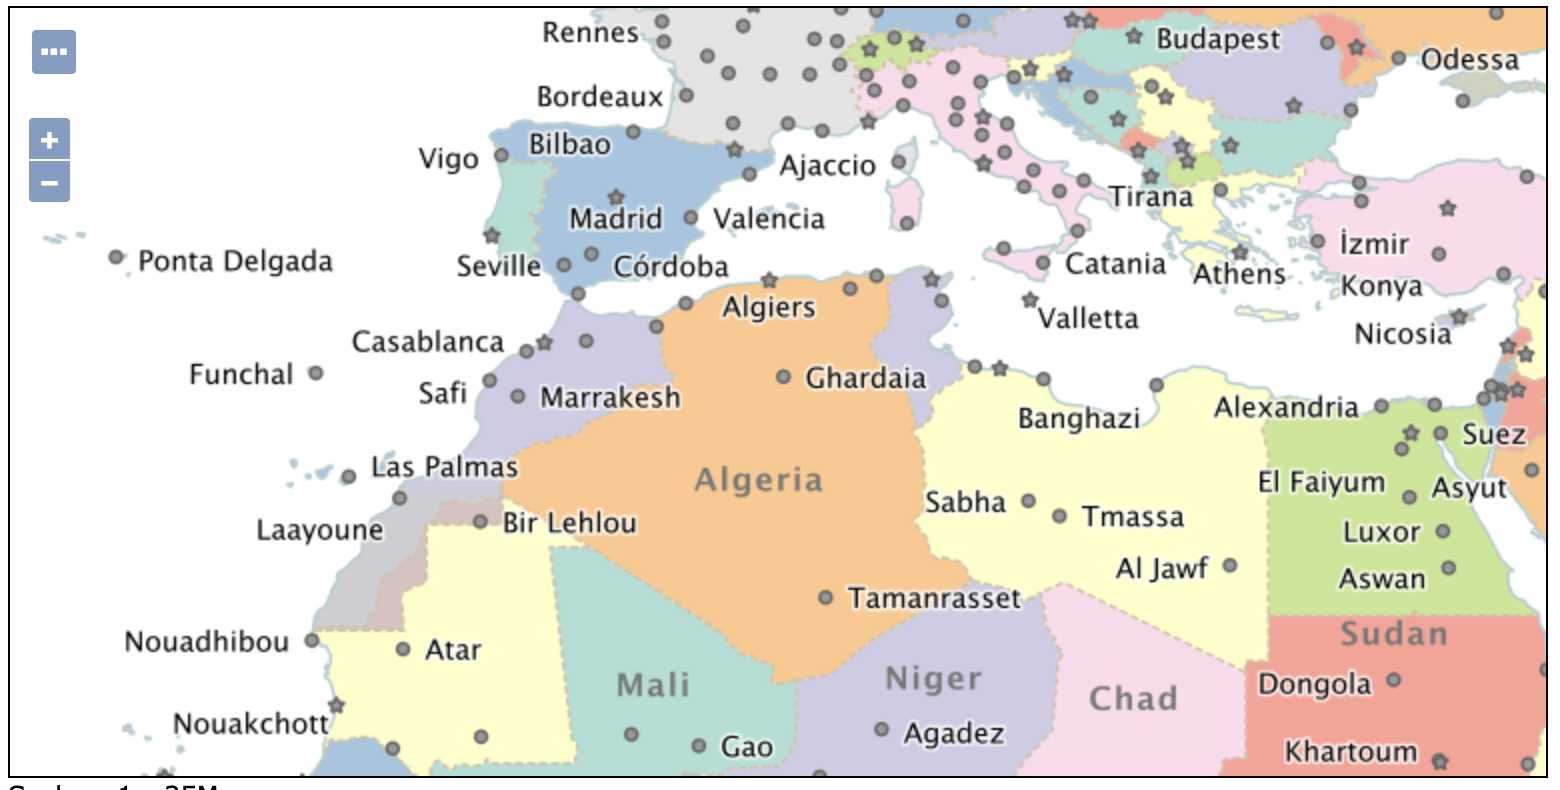 Rennes
Budapest
Odessa
Bordeaux
Bilbao
Vigo
Ajaccio
Tirana
Madrid
Valencia
İzmir
Ponta Delgada
Seville
Córdoba
Catania
Athens
Konya
Algiers
Valletta
Nicosia
Casablanca
Funchal
Ghardaia
Safi
Marrakesh
Banghazi
Alexandria
Suez
Las Palmas
Algeria
El Faiyum
Asyut
Sabha
Tmassa
Laayoune
Bir Lehlou
Luxor
Al Jawf
Aswan
Tamanrasset
Nouadhibou
Atar
Sudan
Mali
Niger
Chad
Dongola
Nouakchott
Gao
Agadez
Khartoum